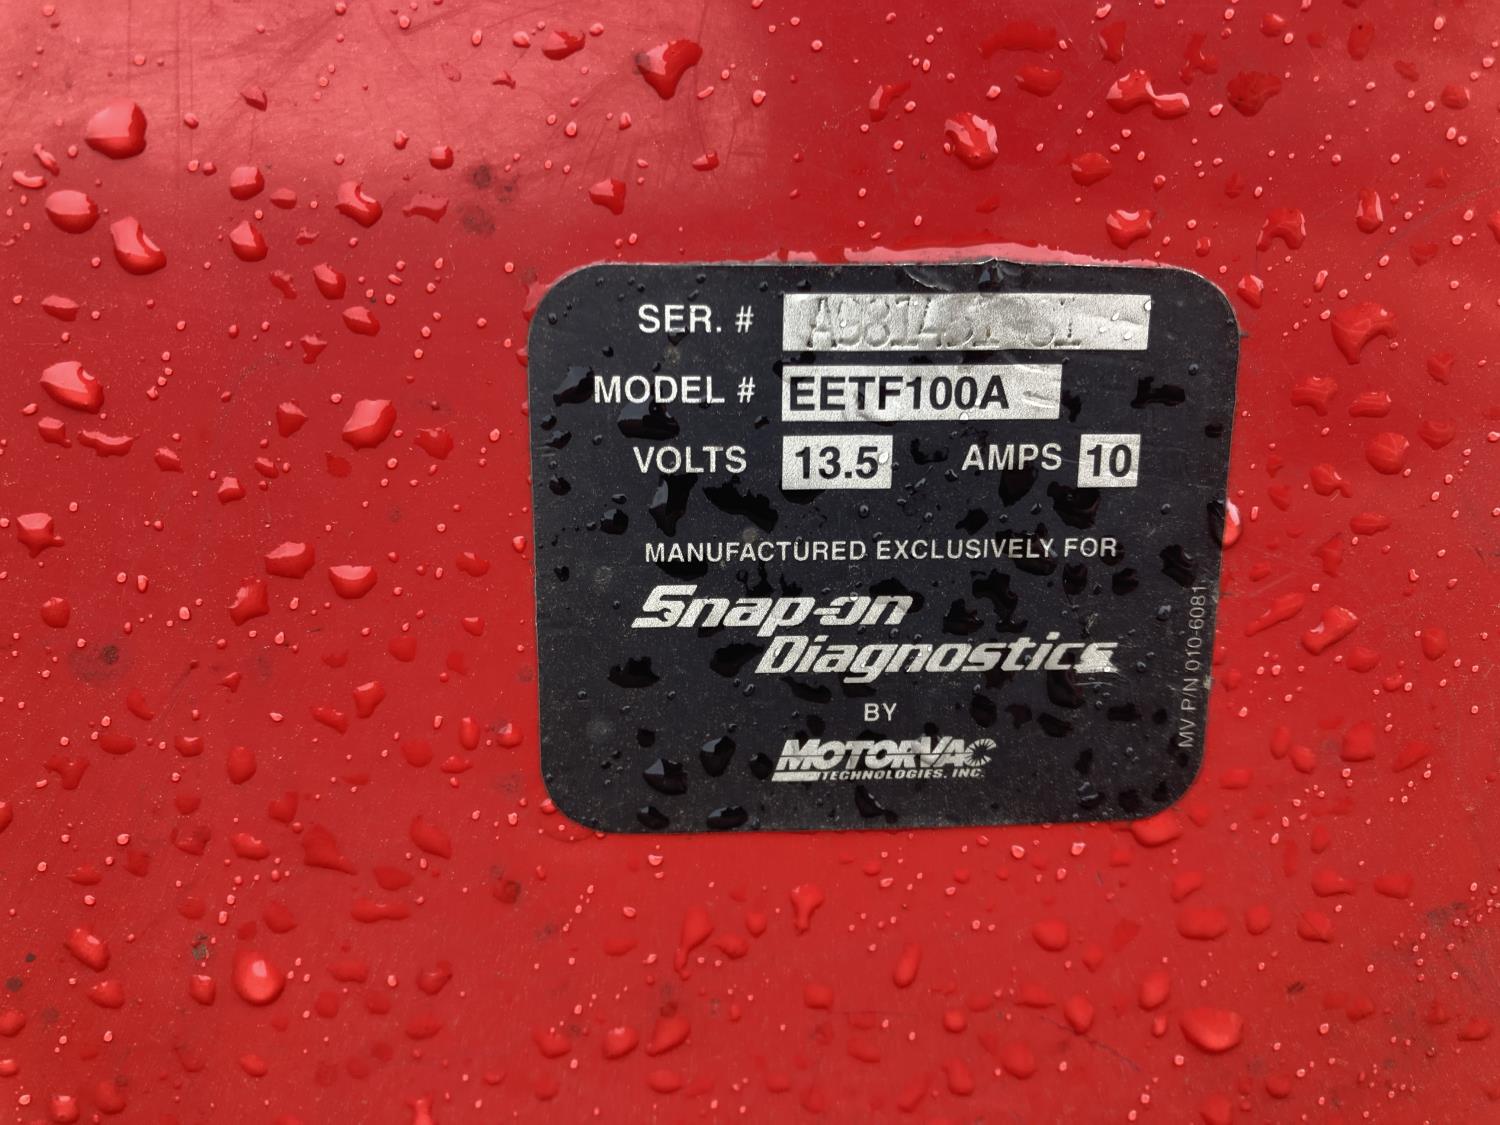 SER. #
MODEL # EETF100A
VOLTS 13.5 AMPS 10
MANUFACTURED EXCLUSIVELY FOR
Snap-on
Diagnostics
BY
MOTORVAC
TECHNOLOGIES, INC.
MV P/N 010-6081